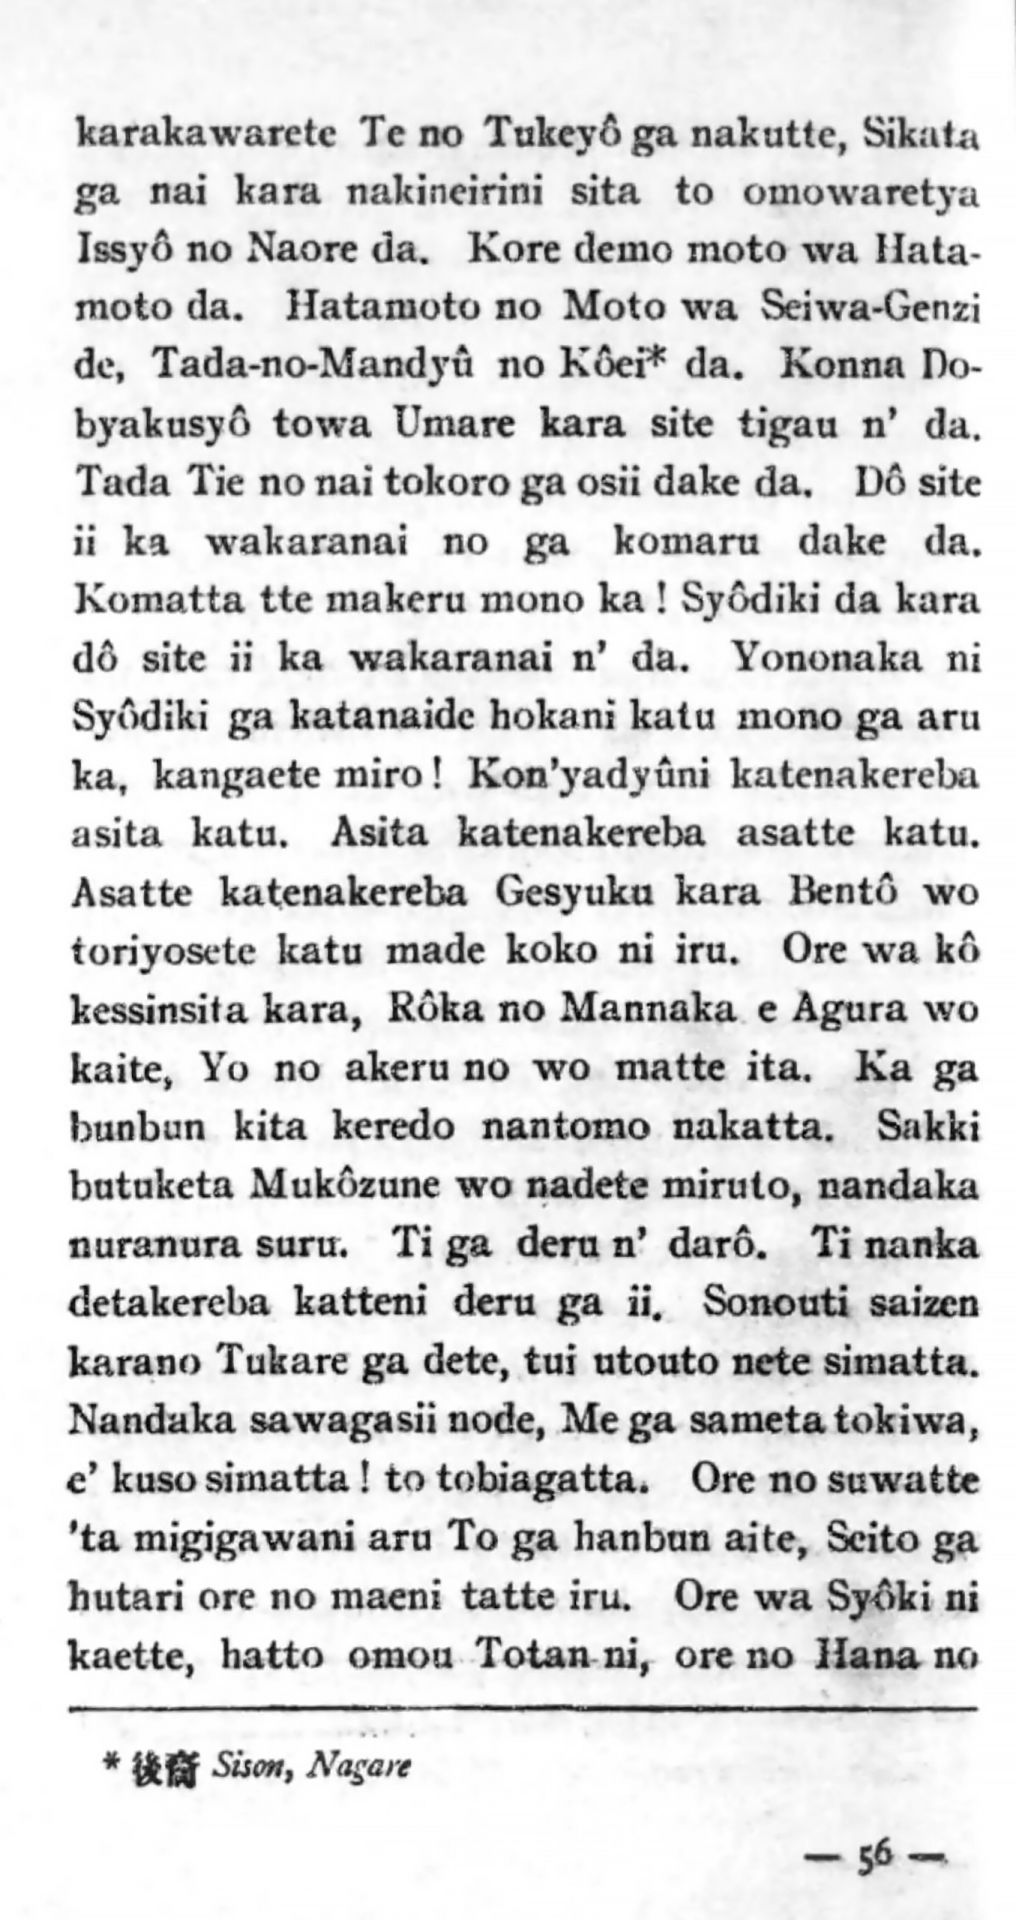 karakawarete Te no Tukeyô ga nakutte, Sikata
ga nai kara nakineirini sita to omowaretya
Issyô no Naore da. Kore demo moto wa Hata-
moto da. Hatamoto no Moto wa Seiwa-Genzi
de, Tada-no-Mandyû no Kôei* da. Konna Do-
byakusyô towa Umare kara site tigau n' da.
Tada Tie no nai tokoro ga osii dake da. Dô site
ii ka wakaranai no ga komaru dake da.
Komatta tte makeru mono ka! Syôdiki da kara
dô site ii ka wakaranai n' da. Yononaka ni
Syôdiki ga katanaide hokani katu mono ga aru
ka, kangaete miro! Kon'yadyûni katenakereba
asita katu. Asita katenakereba asatte katu.
Asatte katenakereba Gesyuku kara Bentô wo
toriyosete katu made koko ni iru. Ore wa kô
kessinsita kara, Rôka no Mannaka e Agura wo
kaite, Yo no akeru no wo matte ita. Ka ga
bunbun kita keredo nantomo nakatta. Sakki
butuketa Mukôzune wo nadete miruto, nandaka
nuranura suru. Ti ga deru n' darô. Ti nanka
detakereba katteni deru ga ii. Sonouti saizen
karano Tukare ga dete, tui utouto nete simatta.
Nandaka sawagasii node, Me ga sameta tokiwa,
e' kuso simatta! to tobiagatta. Ore no suwatte
'ta migigawani aru To ga hanbun aite, Seito ga
hutari ore no maeni tatte iru. Ore wa Syôki ni
kaette, hatto omou Totan ni, ore no Hana no
* 後裔 Sison, Nagare
— 56 —